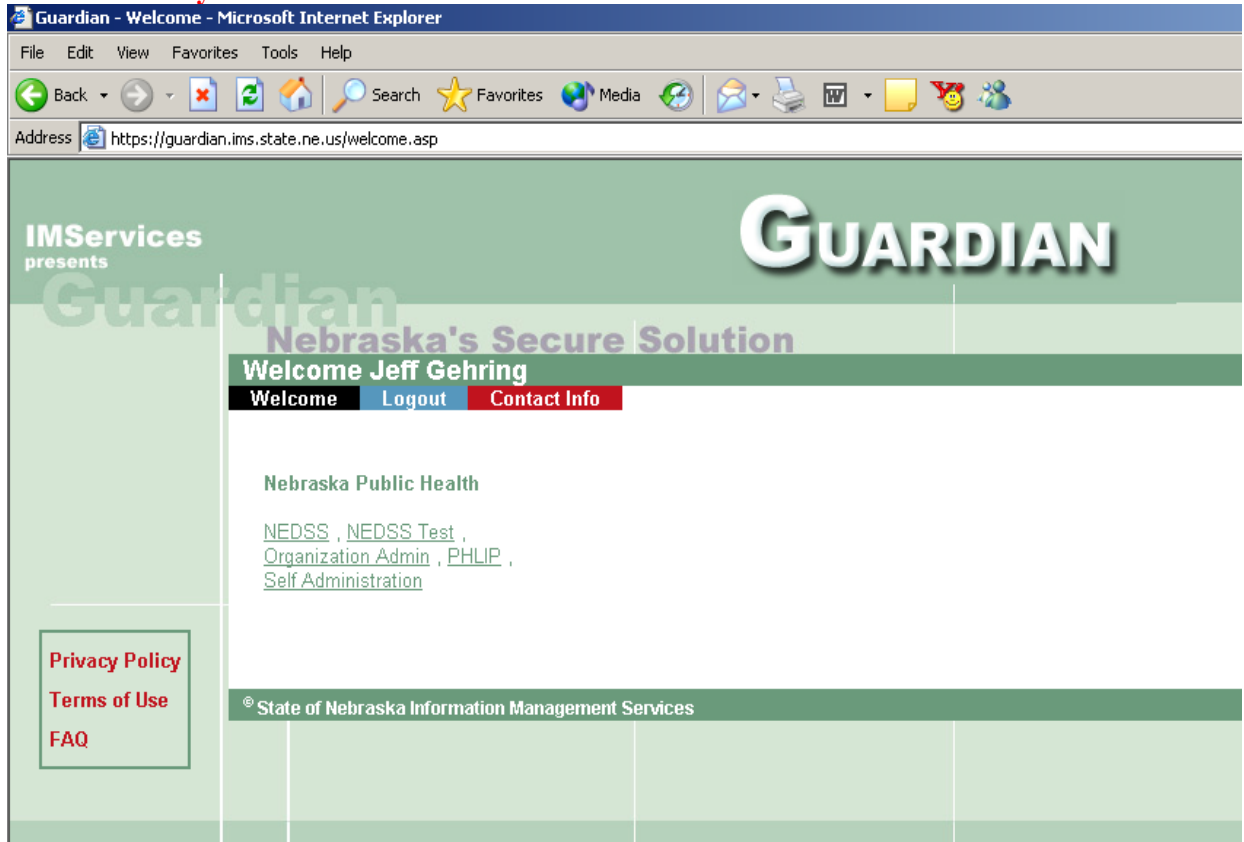 Guardian - Welcome - Microsoft Internet Explorer
File Edit View Favorites Tools Help
Back Search Favorites Media
Address https://guardian.ims.state.ne.us/welcome.asp
IMServices
presents
Guardian
GUARDIAN
Nebraska's Secure Solution
Welcome Jeff Gehring
Welcome Logout Contact Info
Nebraska Public Health
NEDSS , NEDSS Test ,
Organization Admin , PHLIP ,
Self Administration
Privacy Policy
Terms of Use
FAQ
© State of Nebraska Information Management Services